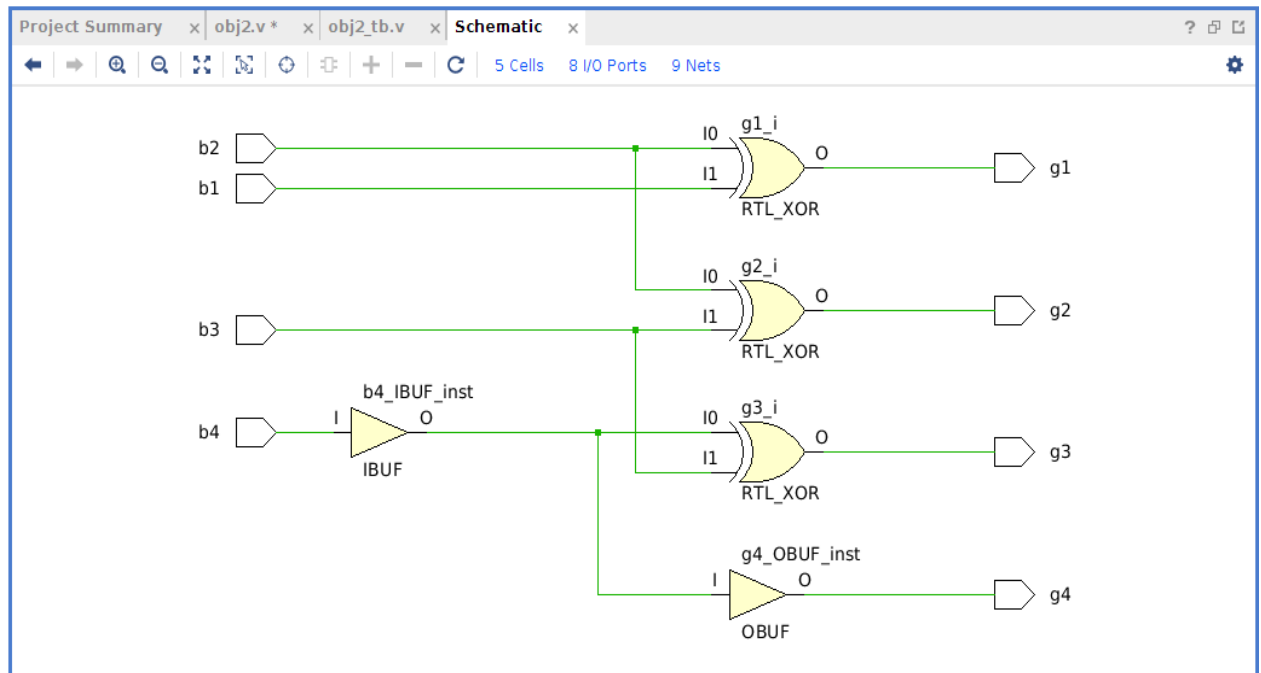 Project Summary x obj2.v * x obj2_tb.v x Schematic x ?
5 Cells 8 I/O Ports 9 Nets
g1_i
b2 I0 O g1
b1 I1
RTL_XOR
g2_i
I0 O g2
b3 I1
RTL_XOR
b4_IBUF_inst g3_i
b4 I O I0 O g3
IBUF I1
RTL_XOR
g4_OBUF_inst
I O g4
OBUF